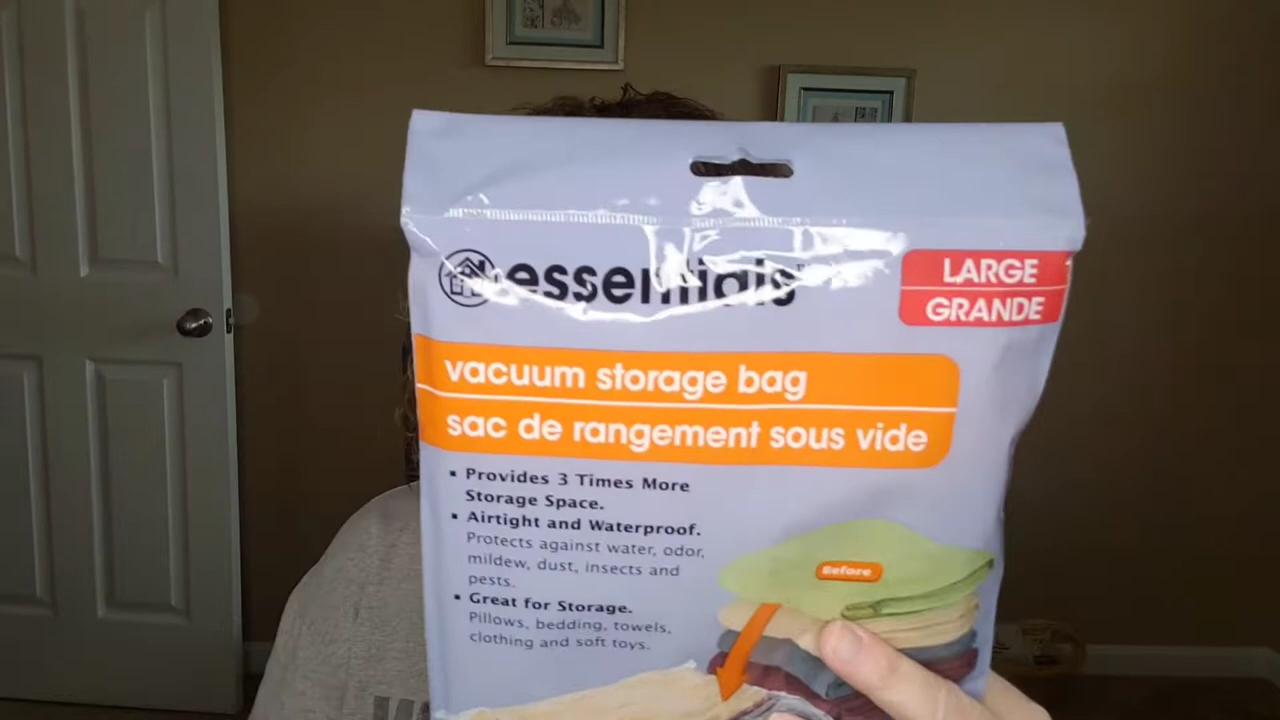 essentials
LARGE
GRANDE
vacuum storage bag
sac de rangement sous vide
▪ Provides 3 Times More
Storage Space.
▪ Airtight and Waterproof.
Protects against water, odor,
mildew, dust, insects and
pests.
▪ Great for Storage.
Pillows, bedding, towels,
clothing and soft toys.
Before